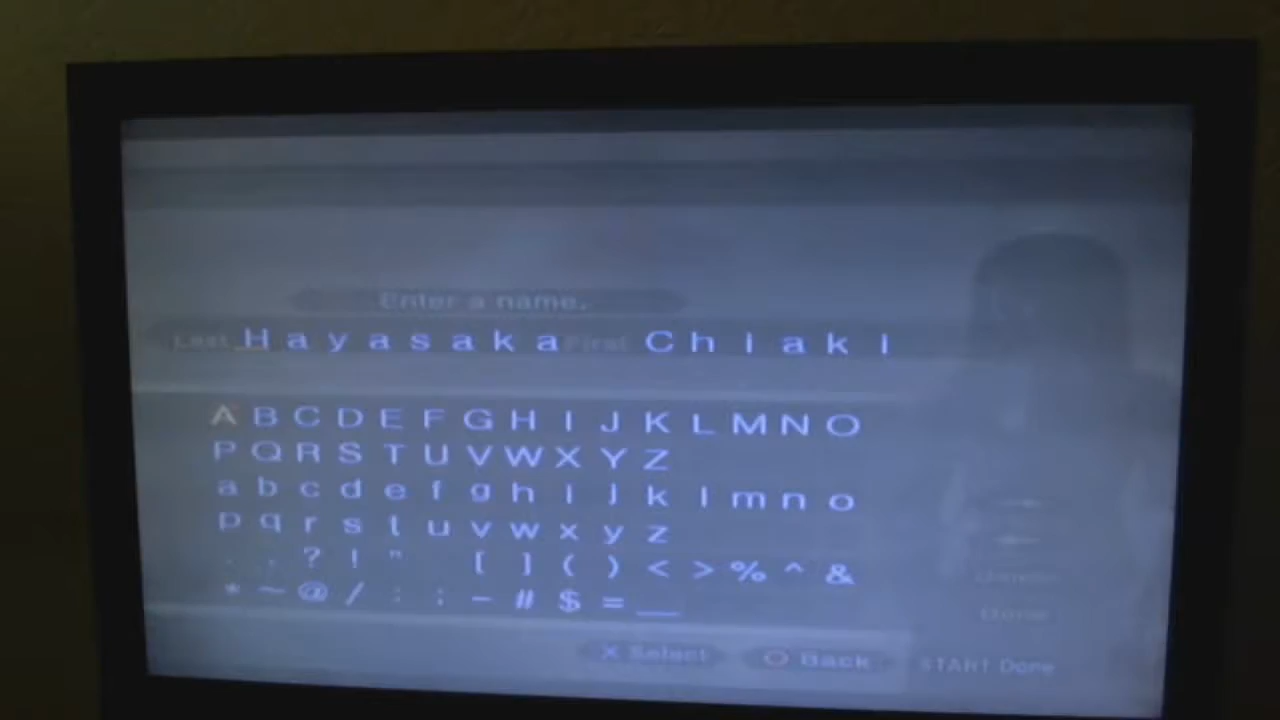 Enter a name.
Last Hayasaka First Chiaki
A B C D E F G H I J K L M N O
P Q R S T U V W X Y Z
a b c d e f g h i j k l m n o
p q r s t u v w x y z
. , ? ! " [ ] ( ) < > % ^ &
* ~ @ / : ; - # $ = _
X Select O Back START Done